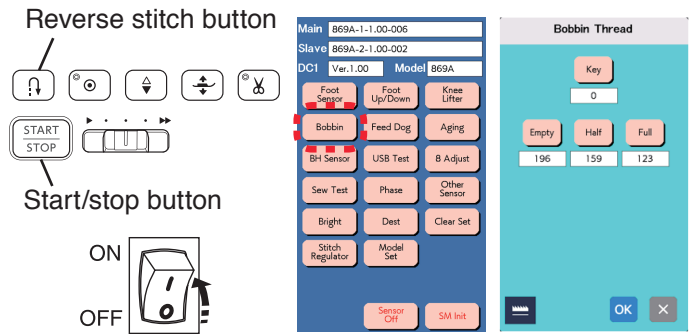 Reverse stitch button
START
STOP
Start/stop button
ON
OFF
Main 869A-1-1.00-006
Slave 869A-2-1.00-002
DC1 Ver.1.00 Model 869A
Foot Sensor
Foot Up/Down
Knee Lifter
Bobbin
Feed Dog
Aging
BH Sensor
USB Test
8 Adjust
Sew Test
Phase
Other Sensor
Bright
Dest
Clear Set
Stitch Regulator
Model Set
Sensor Off
SM Init
Bobbin Thread
Key
0
Empty Half Full
196 159 123
OK